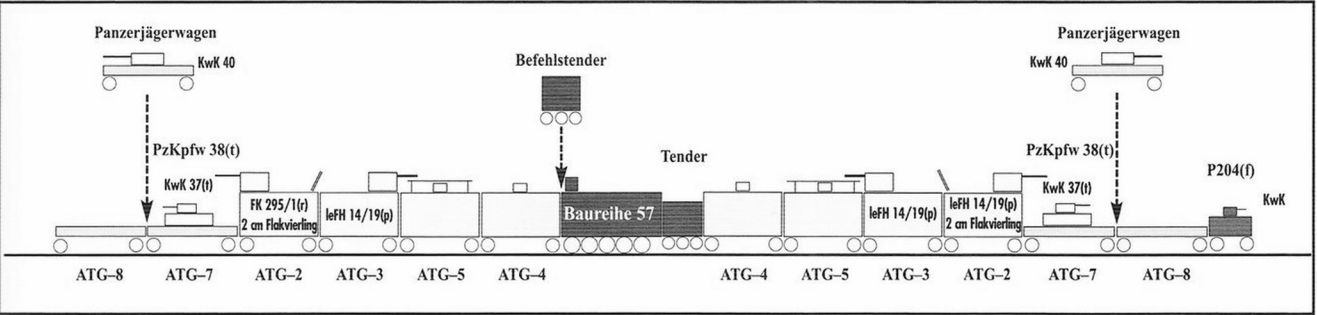 Panzerjägerwagen
KwK 40
Befehlstender
Panzerjägerwagen
KwK 40
PzKpfw 38(t)
KwK 37(t)
FK 295/1(r)
2 cm Flakvierling
leFH 14/19(p)
Baureihe 57
Tender
leFH 14/19(p)
leFH 14/19(p)
2 cm Flakvierling
PzKpfw 38(t)
KwK 37(t)
P204(f)
KwK
ATG–8 ATG–7 ATG–2 ATG–3 ATG–5 ATG–4 ATG–4 ATG–5 ATG–3 ATG–2 ATG–7 ATG–8